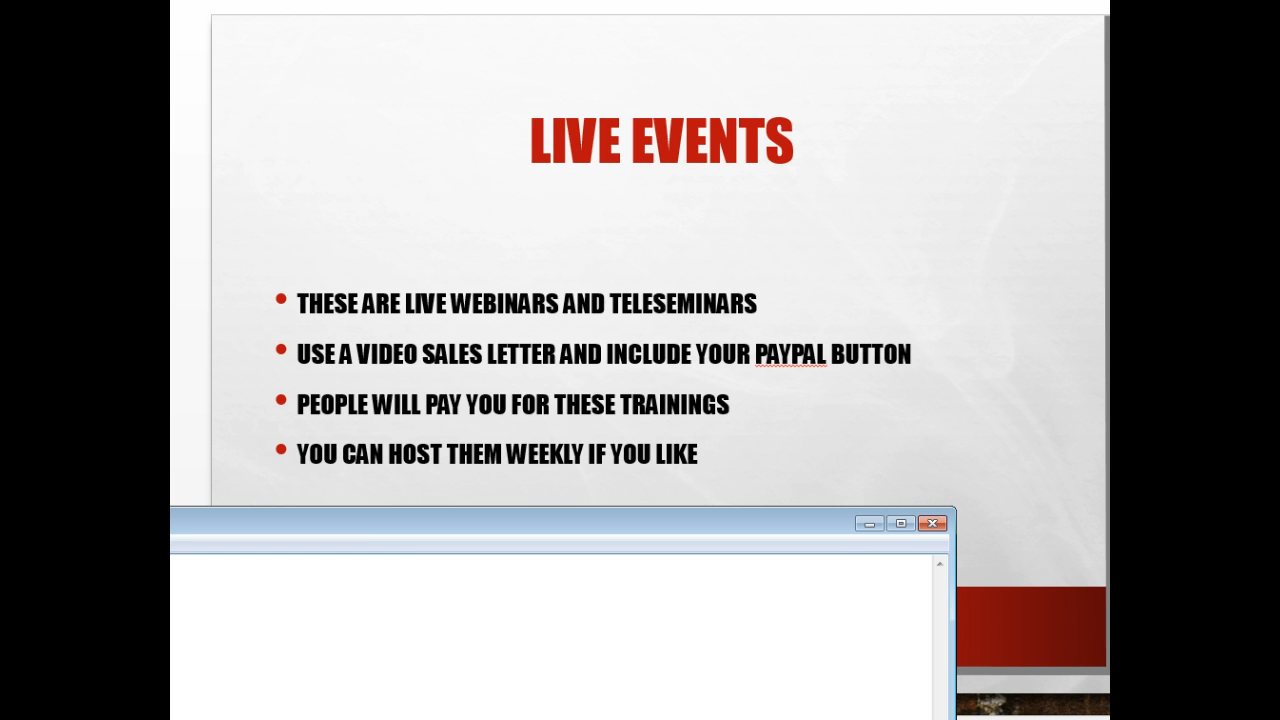 LIVE EVENTS
THESE ARE LIVE WEBINARS AND TELESEMINARS
USE A VIDEO SALES LETTER AND INCLUDE YOUR PAYPAL BUTTON
PEOPLE WILL PAY YOU FOR THESE TRAININGS
YOU CAN HOST THEM WEEKLY IF YOU LIKE